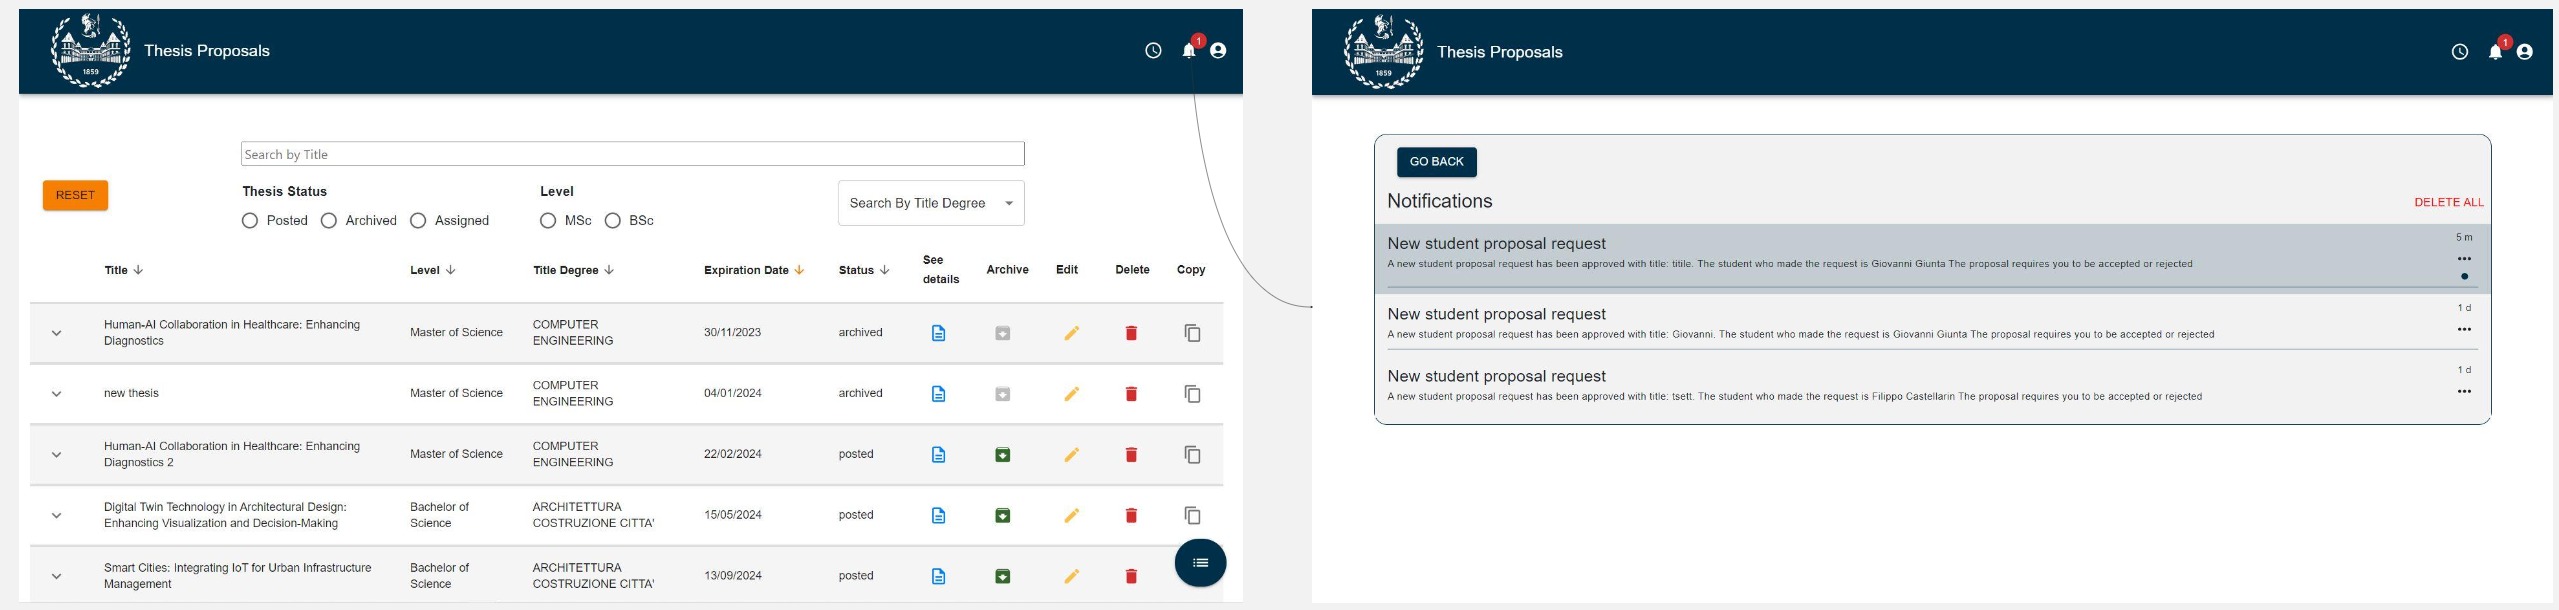 1859
Thesis Proposals
1
Search by Title
RESET
Thesis Status
Level
Posted Archived Assigned
MSc BSc
Search By Title Degree
Title Level Title Degree Expiration Date Status See details Archive Edit Delete Copy
Human-AI Collaboration in Healthcare: Enhancing
Diagnostics
Master of Science
COMPUTER
ENGINEERING
30/11/2023
archived
new thesis
Master of Science
COMPUTER
ENGINEERING
04/01/2024
archived
Human-AI Collaboration in Healthcare: Enhancing
Diagnostics 2
Master of Science
COMPUTER
ENGINEERING
22/02/2024
posted
Digital Twin Technology in Architectural Design:
Enhancing Visualization and Decision-Making
Bachelor of
Science
ARCHITETTURA
COSTRUZIONE CITTA'
15/05/2024
posted
Smart Cities: Integrating IoT for Urban Infrastructure
Management
Bachelor of
Science
ARCHITETTURA
COSTRUZIONE CITTA'
13/09/2024
posted
1859
Thesis Proposals
1
GO BACK
Notifications
DELETE ALL
New student proposal request
5 m
A new student proposal request has been approved with title: titile. The student who made the request is Giovanni Giunta The proposal requires you to be accepted or rejected
New student proposal request
1 d
A new student proposal request has been approved with title: Giovanni. The student who made the request is Giovanni Giunta The proposal requires you to be accepted or rejected
New student proposal request
1 d
A new student proposal request has been approved with title: tsett. The student who made the request is Filippo Castellarin The proposal requires you to be accepted or rejected